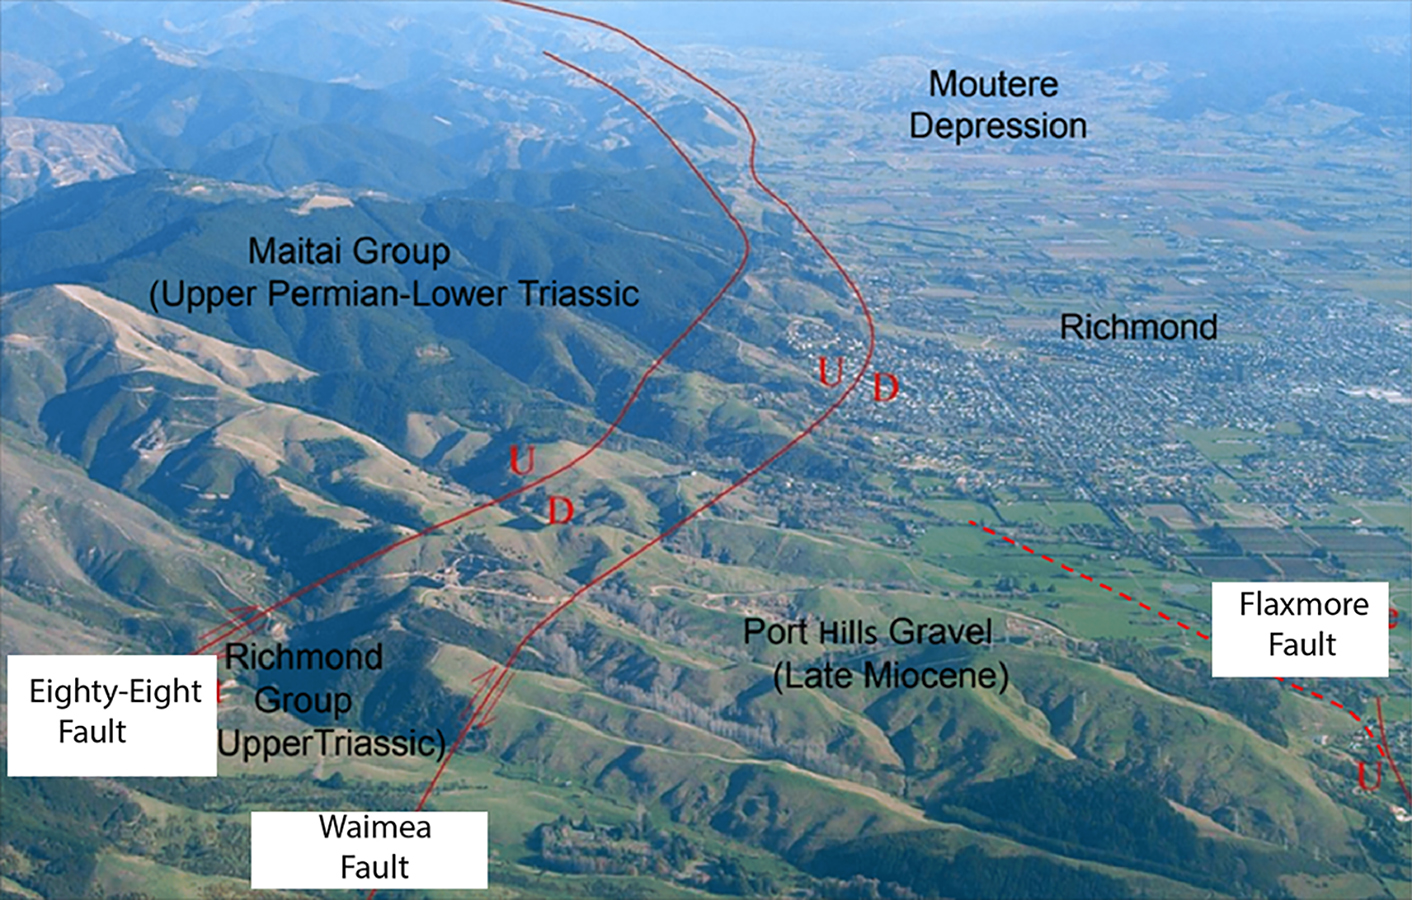 Moutere
Depression
Maitai Group
(Upper Permian-Lower Triassic
Richmond
U
D
U
D
Flaxmore
Fault
Port Hills Gravel
(Late Miocene)
Richmond
Group
UpperTriassic)
Eighty-Eight
Fault
U
Waimea
Fault